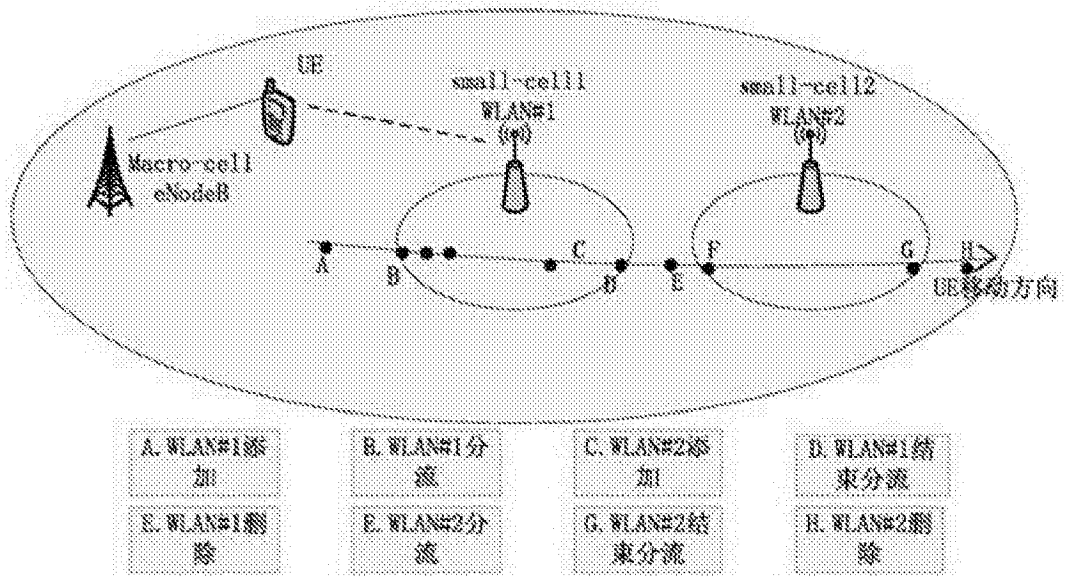 UE
small-cell1
WLAN#1
small-cell2
WLAN#2
Macro-cell
eNodeB
A
B
C
D
E
F
G
H
UE移动方向
A. WLAN#1添
加
B. WLAN#1分
流
C. WLAN#2添
加
D. WLAN#1结
束分流
E. WLAN#1删
除
E. WLAN#2分
流
G. WLAN#2结
束分流
H. WLAN#2删
除